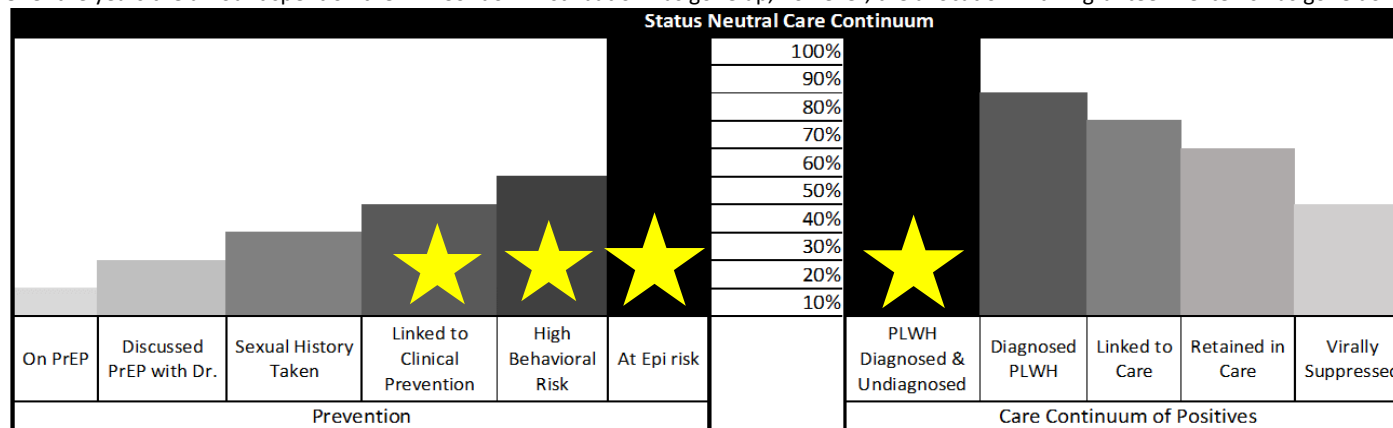 Status Neutral Care Continuum
100%
90%
80%
70%
60%
50%
40%
30%
20%
10%
On PrEP
Discussed
PrEP with Dr.
Sexual History
Taken
Linked to
Clinical
Prevention
High
Behavioral
Risk
At Epi risk
PLWH
Diagnosed &
Undiagnosed
Diagnosed
PLWH
Linked to
Care
Retained in
Care
Virally
Suppressed
Prevention
Care Continuum of Positives